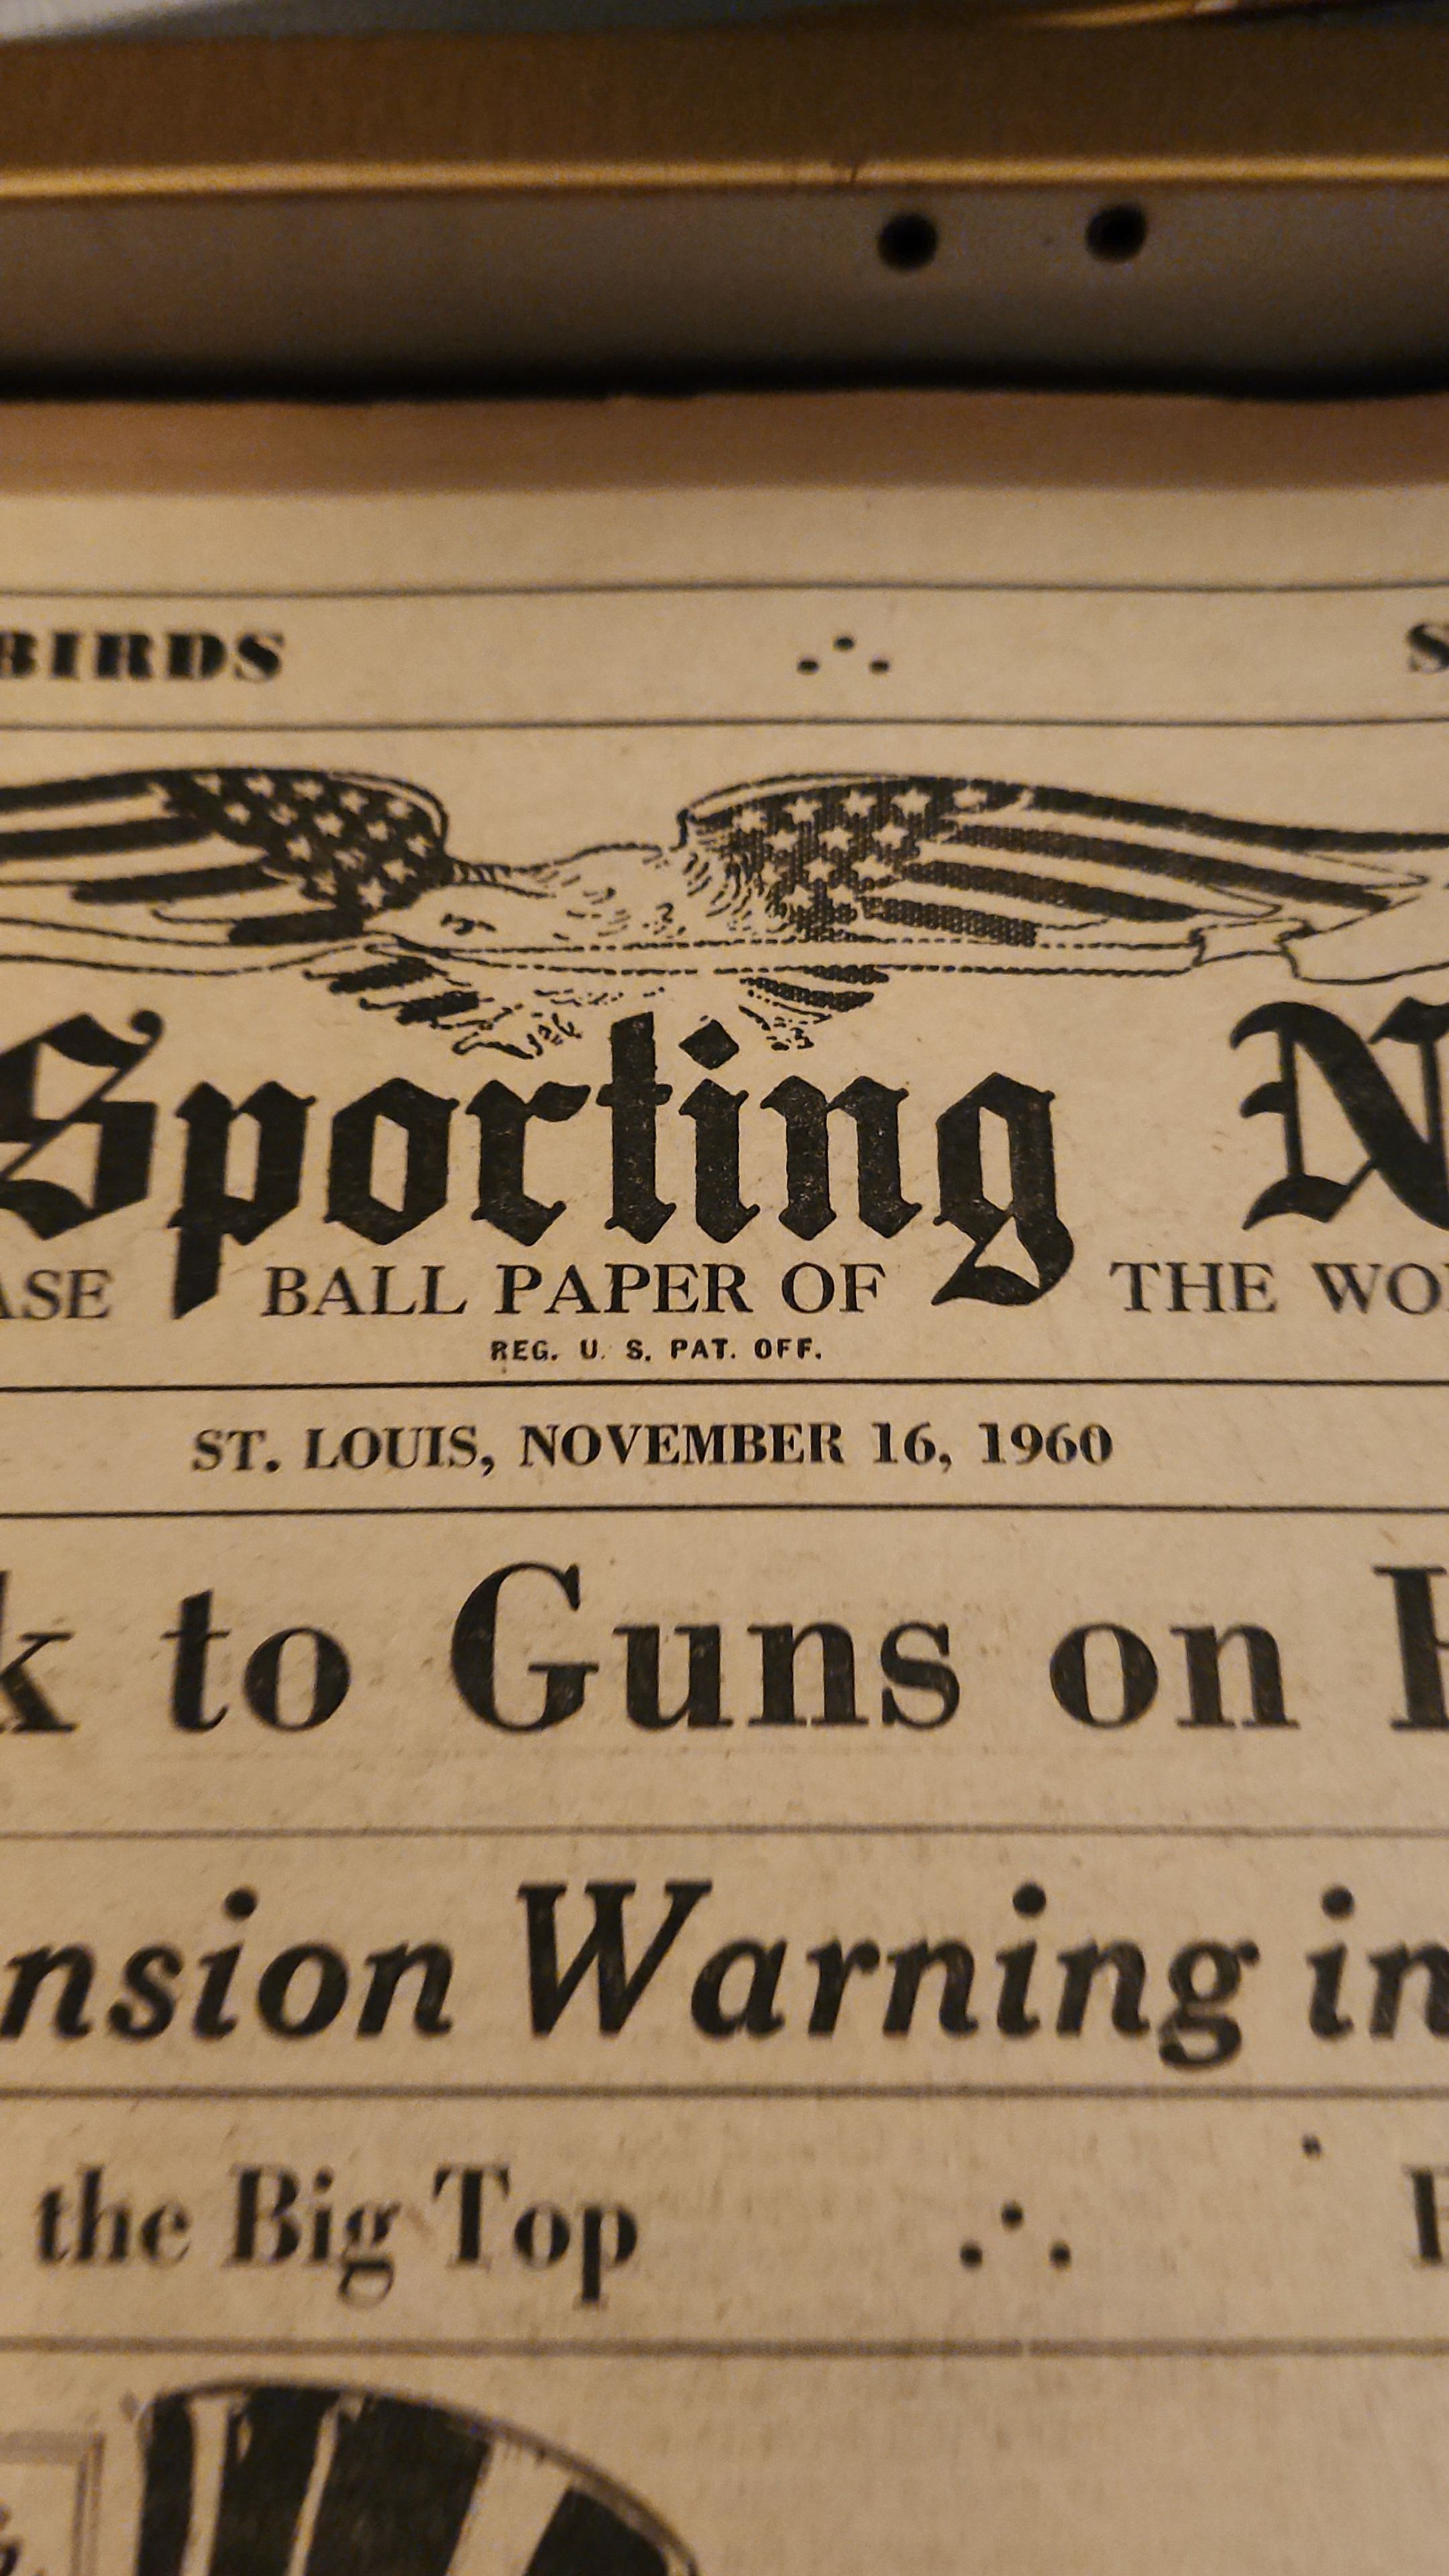 BIRDS
Sporting
BALL PAPER OF THE
REG. U. S. PAT. OFF.
ST. LOUIS, NOVEMBER 16, 1960
to Guns on
Warning in
the Big Top